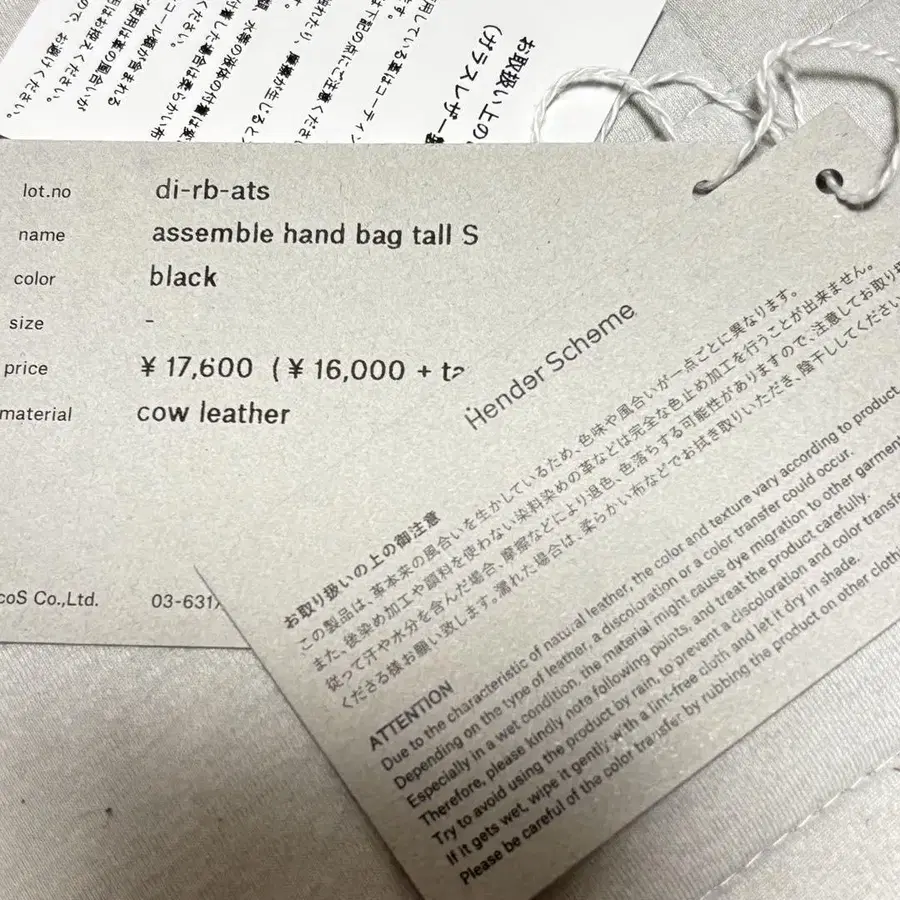 お取扱い上の
(ガラスレザー
lot.no di-rb-ats
name assemble hand bag tall S
color black
size -
price ¥ 17,600 (¥ 16,000 +
material cow leather
Co.,Ltd. 03-631
Hender Scheme
お取り扱いの上の御注意
この製品は、革本来の風合いを生かしているため、色味や風合いが一点ごとに異なります。
また、後染め加工や顔料を使わない染料染めの革などは完全な色止め加工を行うことが出来ません。
従って汗や水分を含んだ場合、摩擦などにより退色、色落ちする可能性がありますので、注意してお取り扱
くださる様お願い致します。濡れた場合は、柔らかい布などでお拭き取りいただき、陰干ししてください
ATTENTION
Due to the characteristic of natural leather, the color and texture vary according to product.
Depending on the type of leather, a discoloration or a color transfer could occur.
Especially in a wet condition, the material might cause dye migration to other garment
Therefore, please kindly note following points, and treat the product carefully.
Try to avoid using the product by rain, to prevent a discoloration and color transfe
If it gets wet, wipe it gently with a lint-free cloth and let it dry in shade.
Please be careful of the color transfer by rubbing the product on other clothi